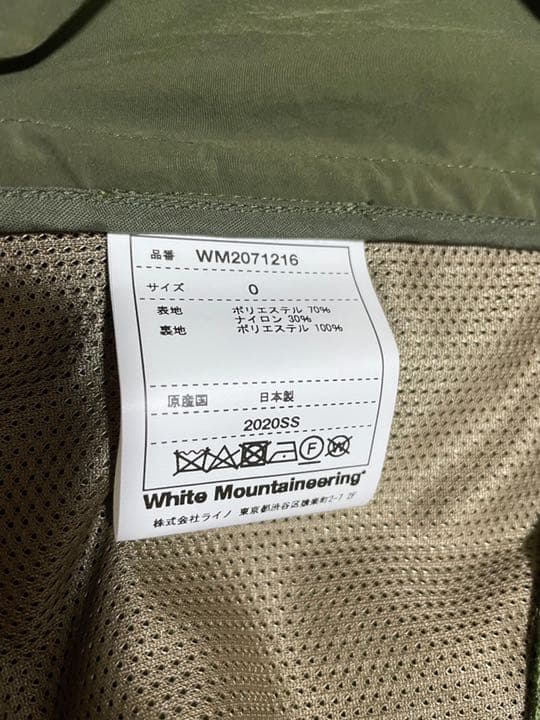 品番 WM2071216
サイズ 0
表地 ポリエステル 70%
ナイロン 30%
裏地 ポリエステル 100%
原産国 日本製
2020SS
F W
White Mountaineering*
株式会社ライノ 東京都渋谷区猿楽町2-7 2F